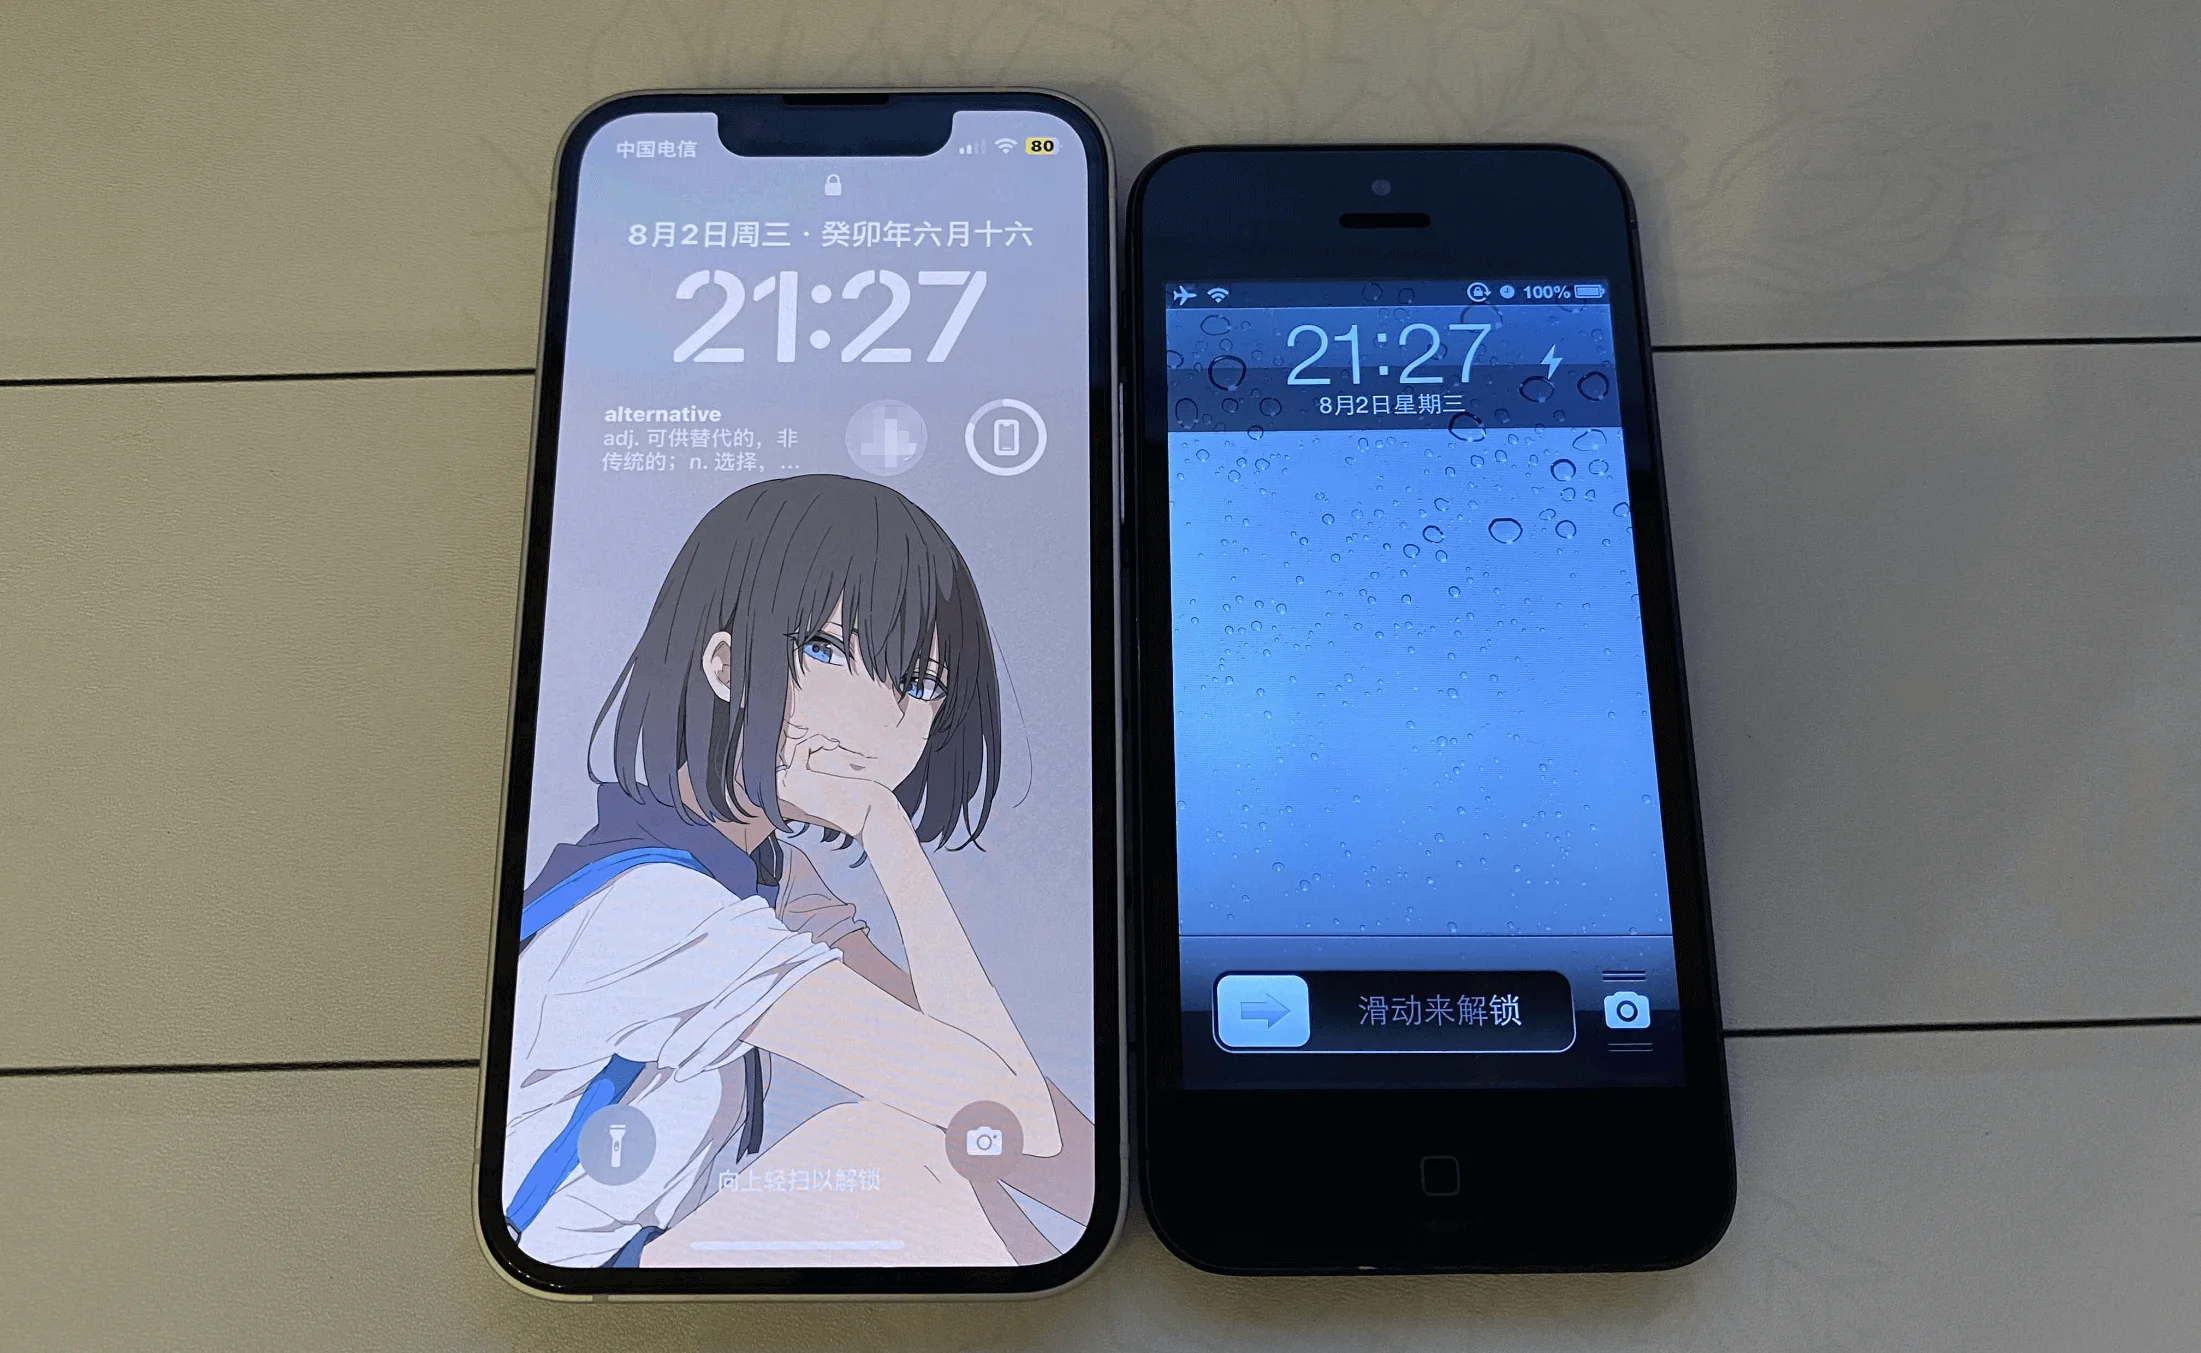 中国电信
80
8月2日周三 · 癸卯年六月十六
21:27
alternative
adj. 可供替代的，非
传统的；n. 选择，...
向上轻扫以解锁
100%
21:27
8月2日星期三
滑动来解锁